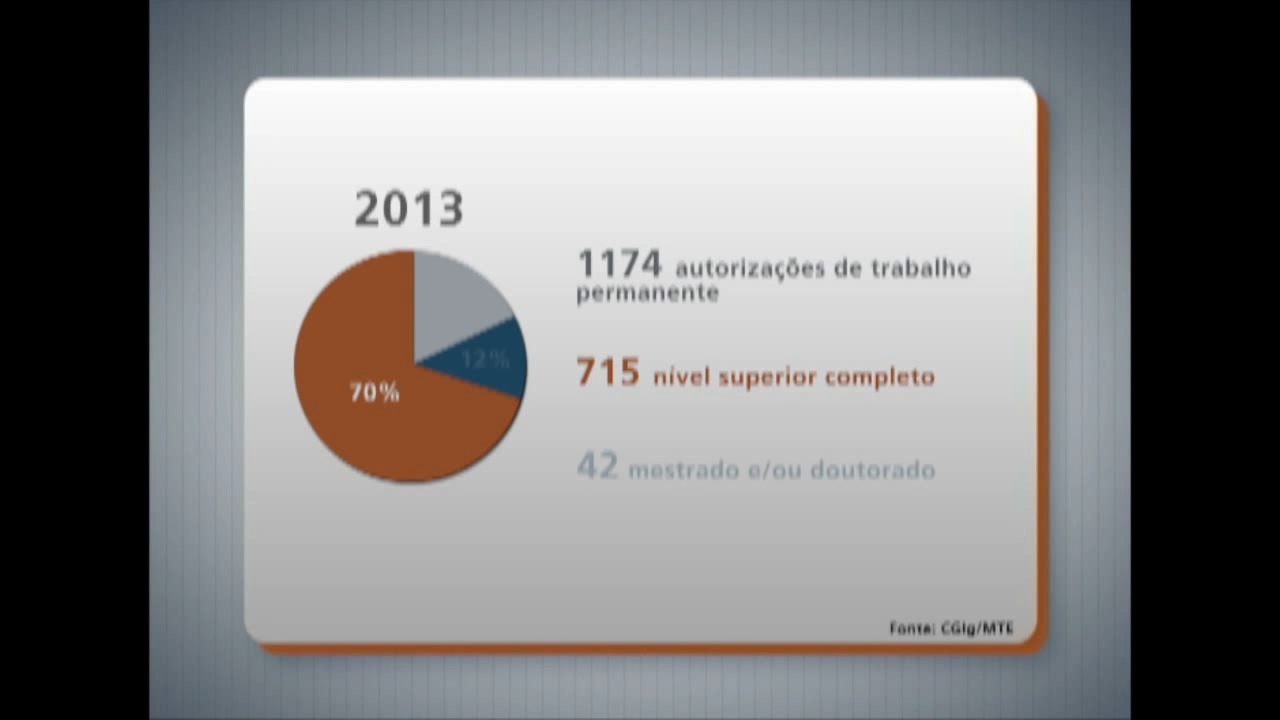 2013
1174 autorizações de trabalho
permanente
12%
715 nível superior completo
70%
42 mestrado e/ou doutorado
Fonte: CGIg/MTE